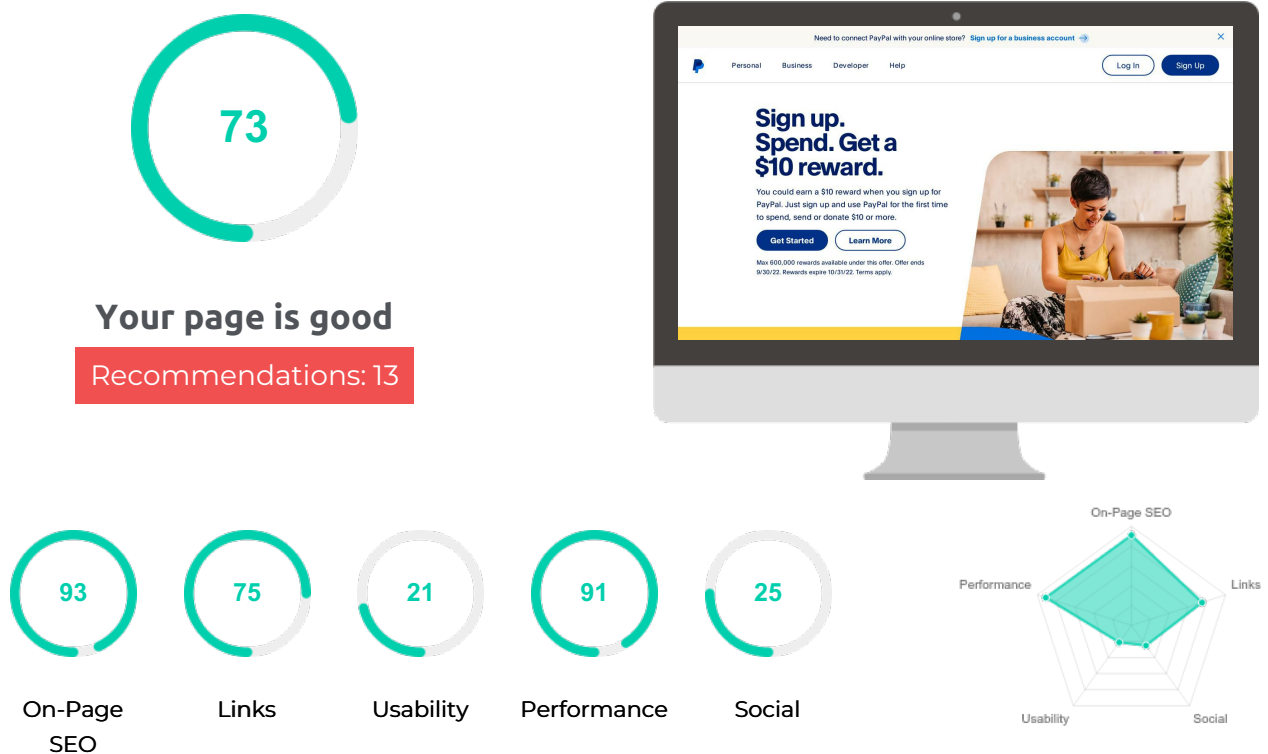 73
Your page is good
Recommendations: 13
Need to connect PayPal with your online store? Sign up for a business account
Personal Business Developer Help Log In Sign Up
Sign up.
Spend. Get a
$10 reward.
You could earn a $10 reward when you sign up for
PayPal. Just sign up and use PayPal for the first time
to spend, send or donate $10 or more.
Get Started Learn More
Max 600,000 rewards available under this offer. Offer ends
9/30/22. Rewards expire 10/31/22. Terms apply.
93 75 21 91 25
On-Page
SEO
Links
Usability
Performance
Social
On-Page SEO
Performance
Links
Usability
Social